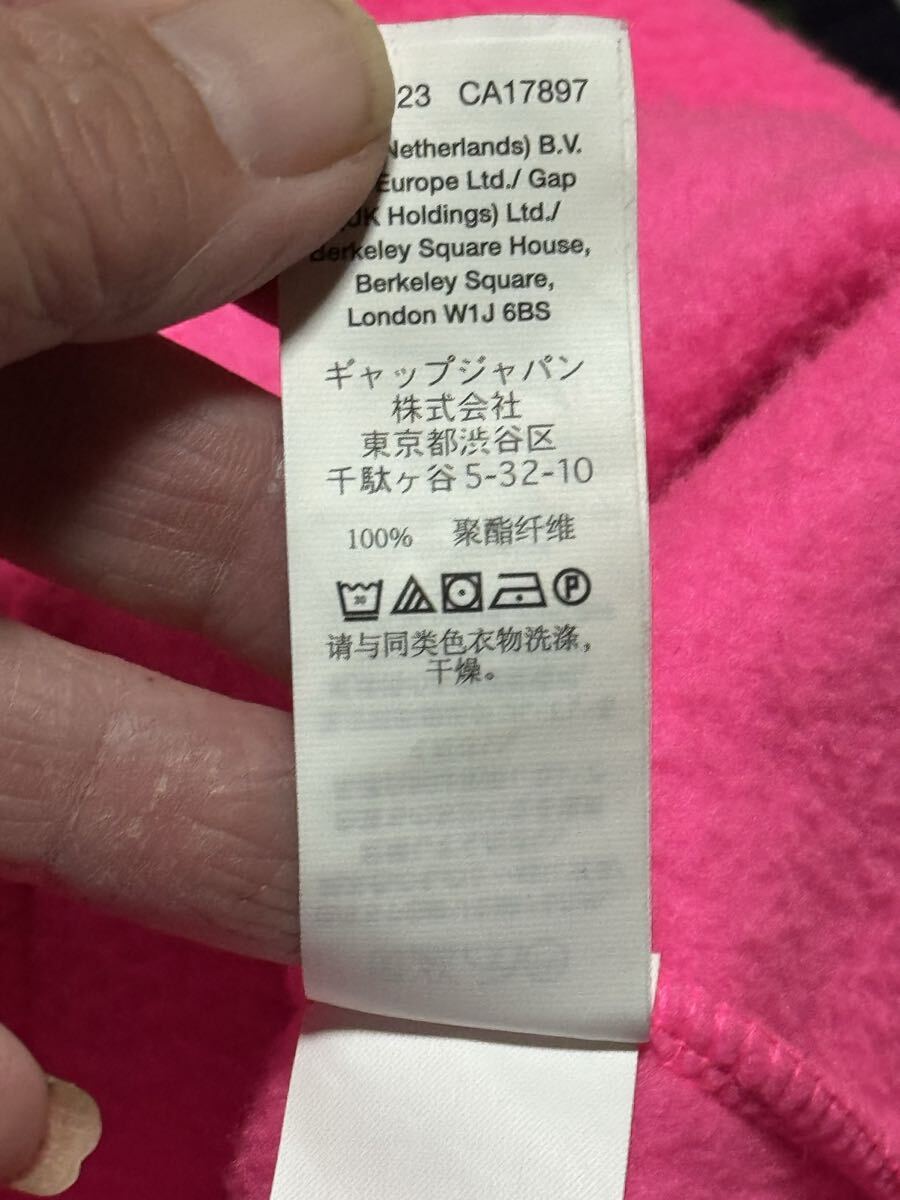 23 CA17897
Netherlands) B.V.
Europe Ltd./ Gap
(UK Holdings) Ltd./
Berkeley Square House,
Berkeley Square,
London W1J 6BS
ギャップジャパン
株式会社
東京都渋谷区
千駄ヶ谷 5-32-10
100% 聚酯纤维
30 P
请与同类色衣物洗涤，
干燥。